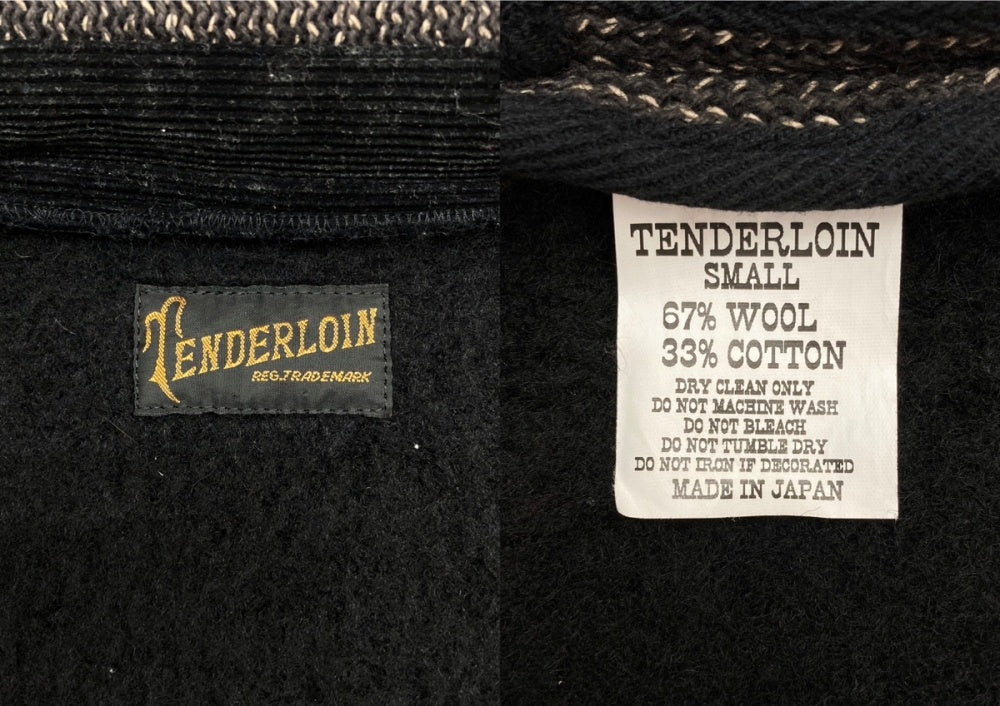 TENDERLOIN
REG. TRADEMARK
TENDERLOIN
SMALL
67% WOOL
33% COTTON
DRY CLEAN ONLY
DO NOT MACHINE WASH
DO NOT BLEACH
DO NOT TUMBLE DRY
DO NOT IRON IF DECORATED
MADE IN JAPAN